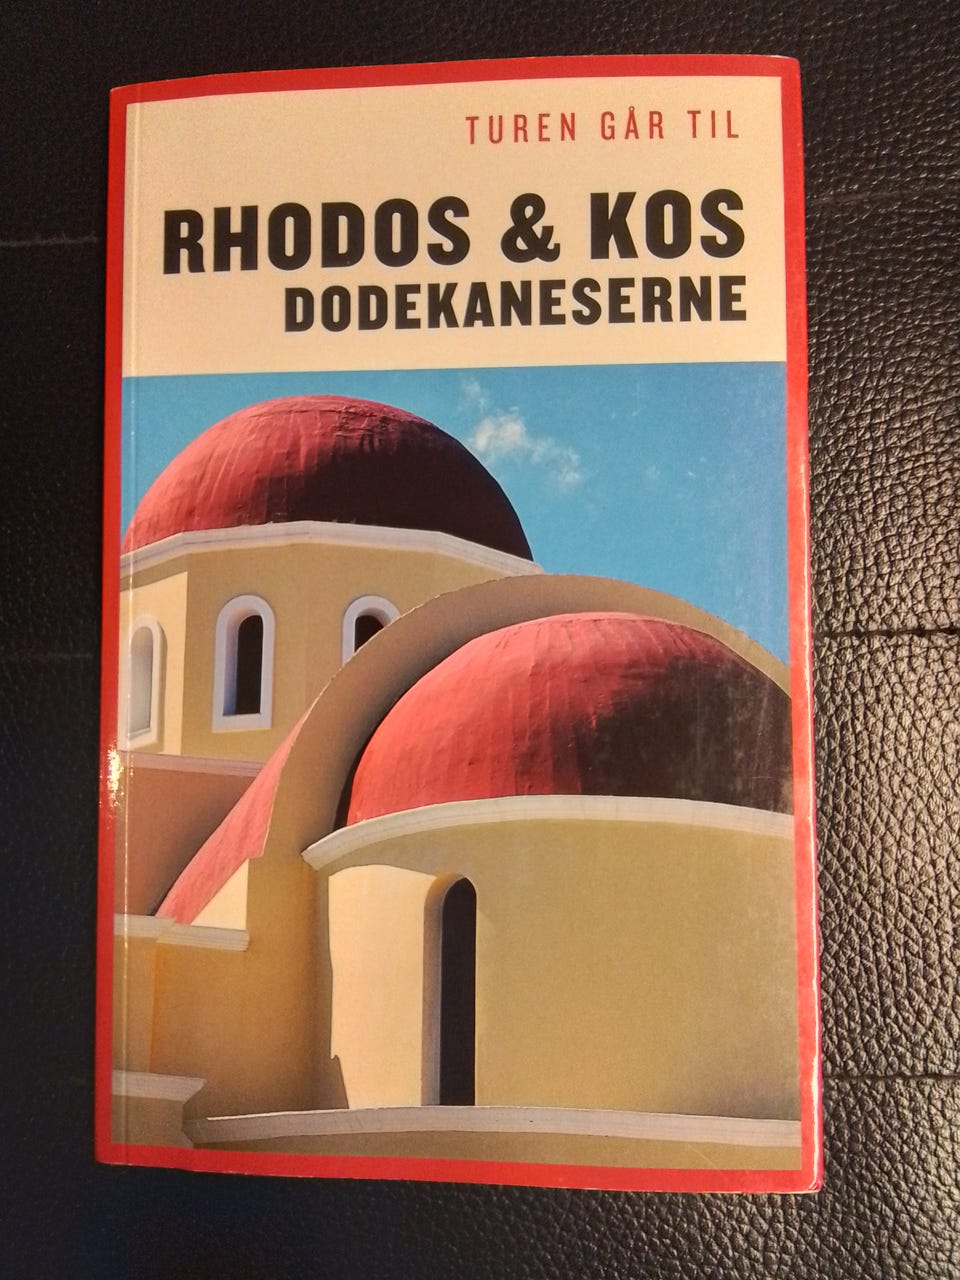 TUREN GÅR TIL
RHODOS & KOS
DODEKANESERNE